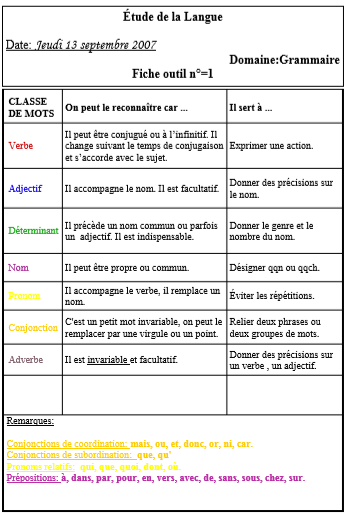 Étude de la Langue
Date: Jeudi 13 septembre 2007
Domaine:Grammaire
Fiche outil n°=1
CLASSE DE MOTS
On peut le reconnaître car ...
Il sert à ...
Verbe
Il peut être conjugué ou à l'infinitif. Il
change suivant le temps de conjugaison
et s'accorde avec le sujet.
Exprimer une action.
Adjectif
Il accompagne le nom. Il est facultatif.
Donner des précisions sur
le nom.
Déterminant
Il précède un nom commun ou parfois
un adjectif. Il est indispensable.
Donner le genre et le
nombre du nom.
Nom
Il peut être propre ou commun.
Désigner qqn ou qqch.
Pronom
Il accompagne le verbe, il remplace un
nom.
Éviter les répétitions.
Conjonction
C'est un petit mot invariable, on peut le
remplacer par une virgule ou un point.
Relier deux phrases ou
deux groupes de mots.
Adverbe
Il est invariable et facultatif.
Donner des précisions sur
un verbe , un adjectif.
Remarques:
Conjonctions de coordination: mais, ou, et, donc, or, ni, car.
Conjonctions de subordination: que, qu'
Pronoms relatifs: qui, que, quoi, dont, où.
Prépositions: à, dans, par, pour, en, vers, avec, de, sans, sous, chez, sur.